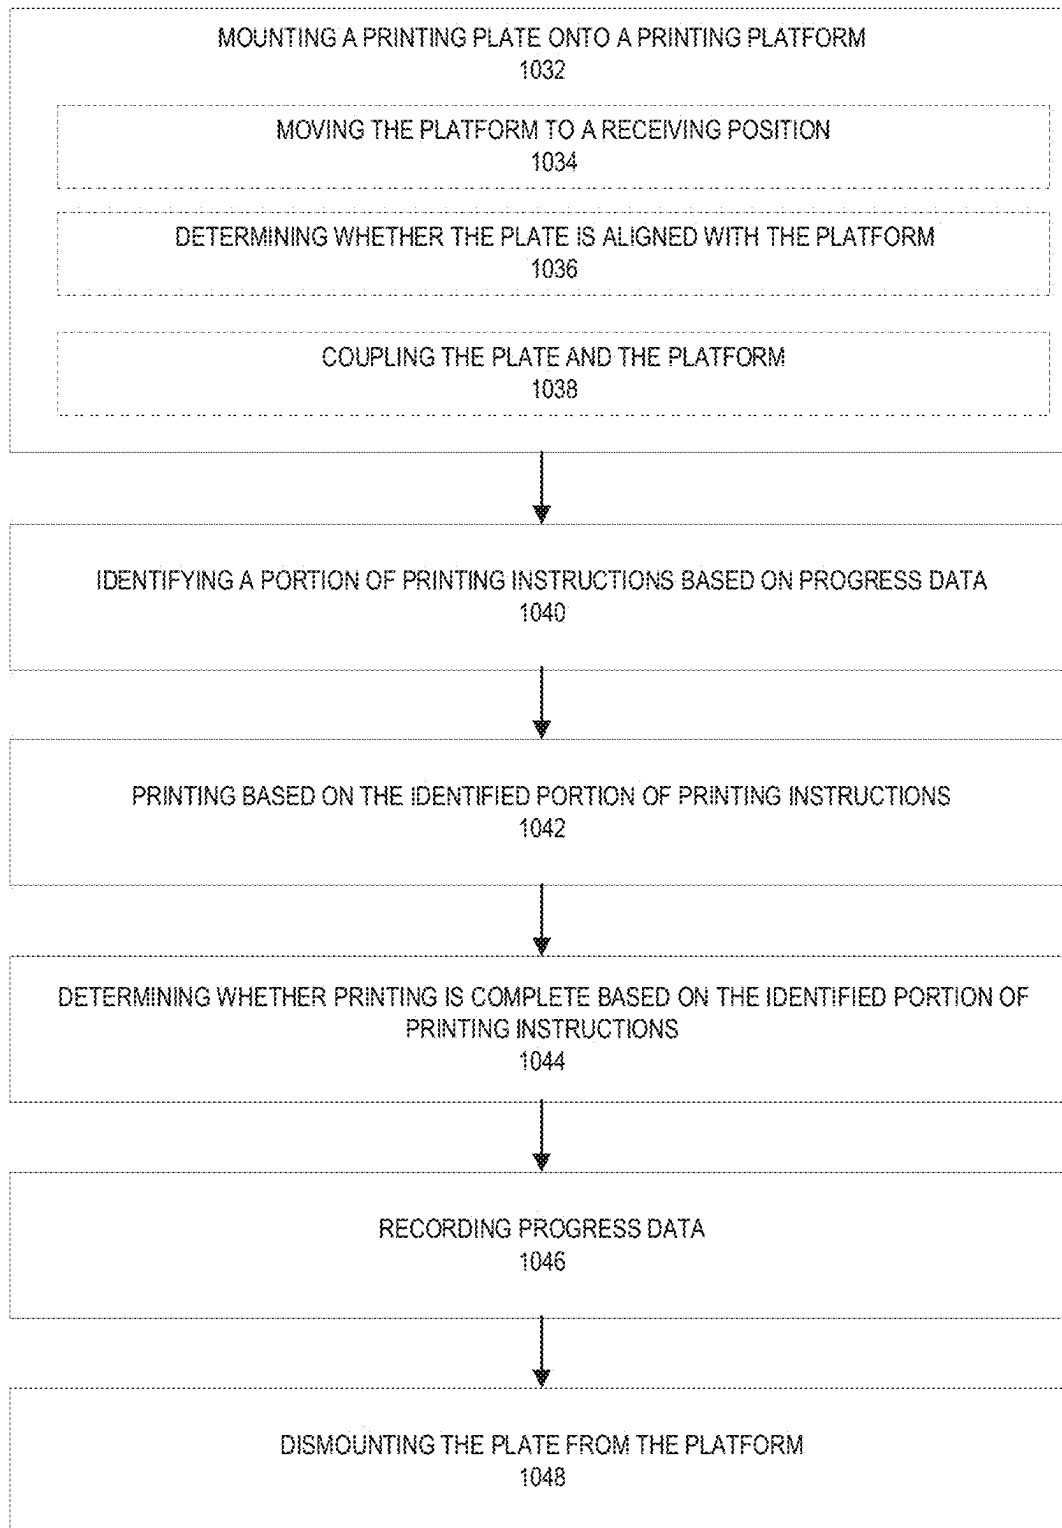 MOUNTING A PRINTING PLATE ONTO A PRINTING PLATFORM
1032
MOVING THE PLATFORM TO A RECEIVING POSITION
1034
DETERMINING WHETHER THE PLATE IS ALIGNED WITH THE PLATFORM
1036
COUPLING THE PLATE AND THE PLATFORM
1038
IDENTIFYING A PORTION OF PRINTING INSTRUCTIONS BASED ON PROGRESS DATA
1040
PRINTING BASED ON THE IDENTIFIED PORTION OF PRINTING INSTRUCTIONS
1042
DETERMINING WHETHER PRINTING IS COMPLETE BASED ON THE IDENTIFIED PORTION OF
PRINTING INSTRUCTIONS
1044
RECORDING PROGRESS DATA
1046
DISMOUNTING THE PLATE FROM THE PLATFORM
1048